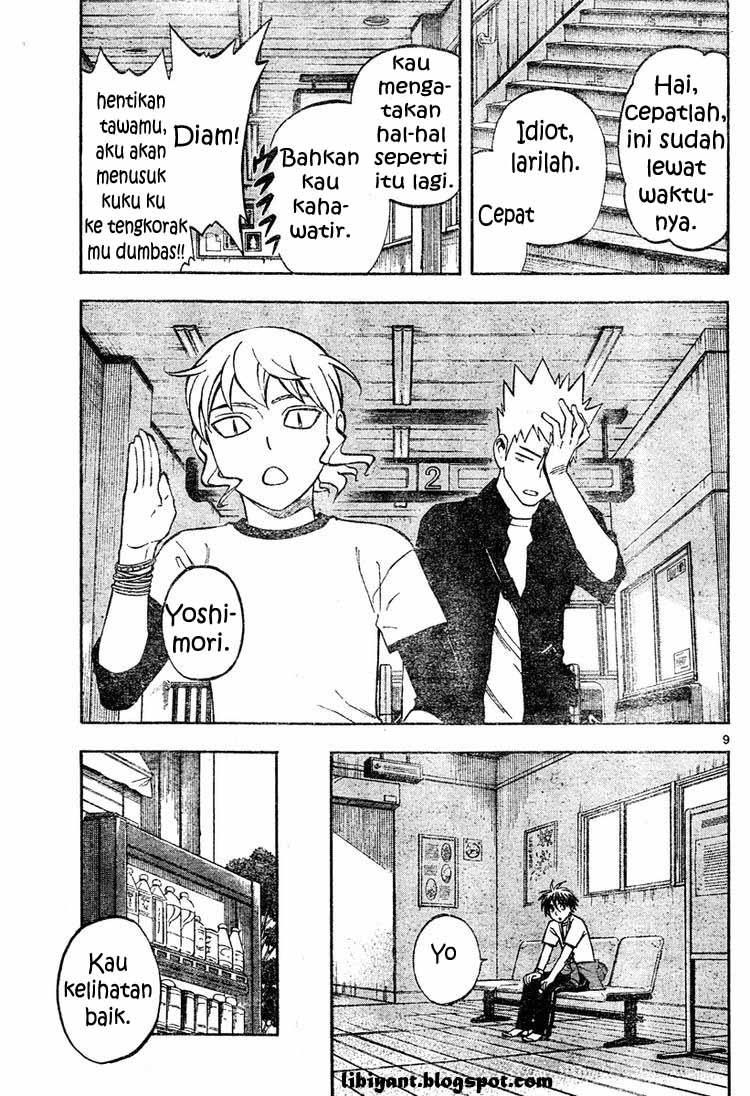 Hai,
cepatlah,
ini sudah
lewat
waktu-
nya.
Idiot,
larilah.
Cepat
kau
menga-
takan
hal-hal
seperti
itu lagi.
Bahkan
kau
kaha-
watir.
Diam!
hentikan
tawamu,
aku akan
menusuk
kuku ku
ke tengkorak
mu dumbas!!
2
Yoshi-
mori.
9
Yo
Kau
kelihatan
baik.
libiyant.blogspot.com